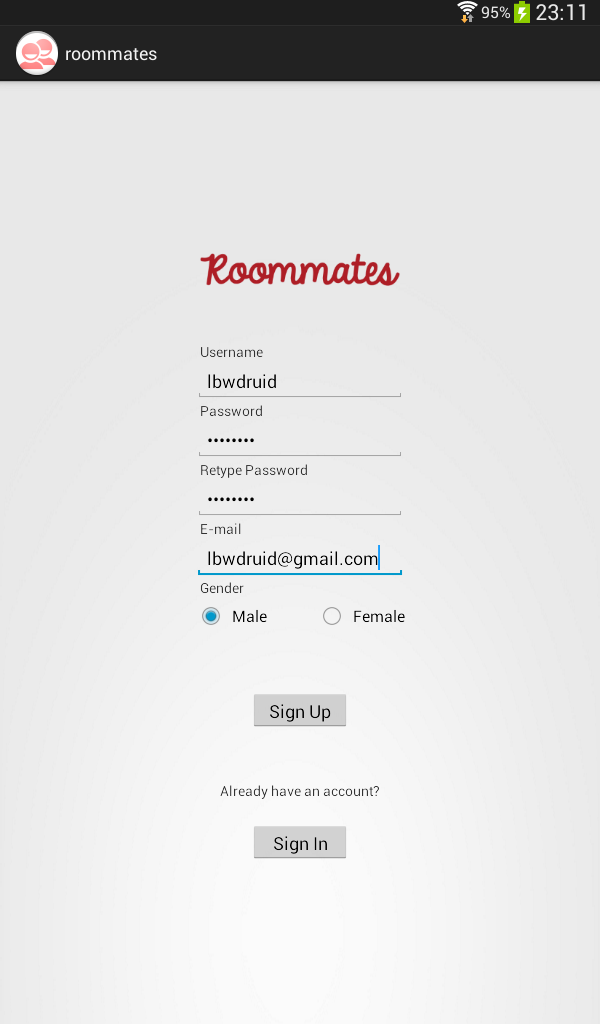 95% 23:11
roommates
Roommates
Username
lbwdruid
Password
••••••••
Retype Password
••••••••
E-mail
lbwdruid@gmail.com
Gender
Male Female
Sign Up
Already have an account?
Sign In